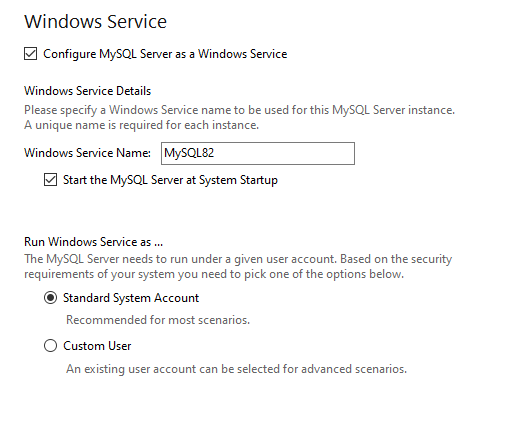 Windows Service
Configure MySQL Server as a Windows Service
Windows Service Details
Please specify a Windows Service name to be used for this MySQL Server instance.
A unique name is required for each instance.
Windows Service Name: MySQL82
Start the MySQL Server at System Startup
Run Windows Service as ...
The MySQL Server needs to run under a given user account. Based on the security
requirements of your system you need to pick one of the options below.
Standard System Account
Recommended for most scenarios.
Custom User
An existing user account can be selected for advanced scenarios.